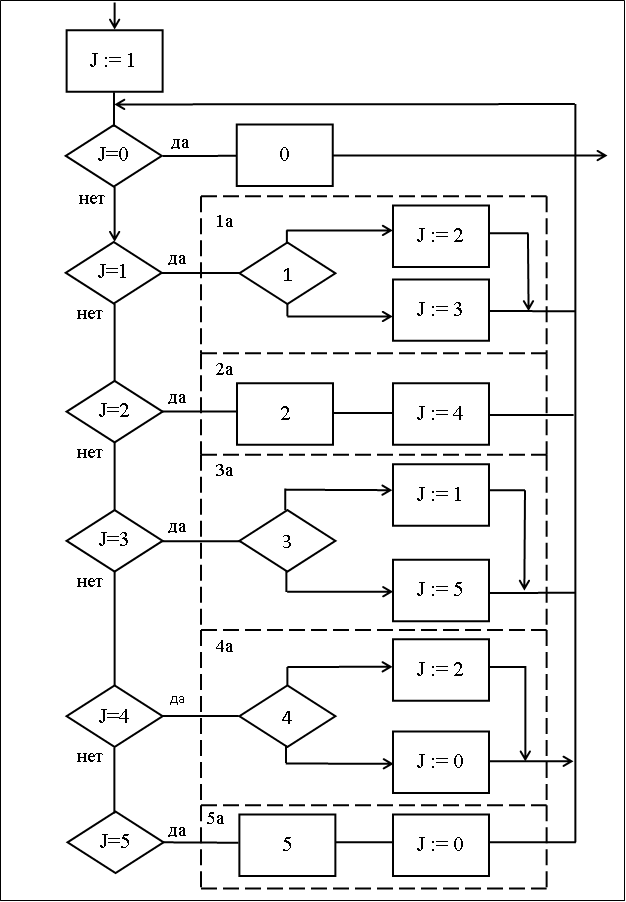 J := 1
J=0
да
0
нет
1а
J := 2
J=1
да
1
нет
J := 3
2а
J=2
да
2
J := 4
нет
3а
J := 1
J=3
да
3
нет
J := 5
4а
J := 2
J=4
да
4
нет
J := 0
5а
J=5
да
5
J := 0